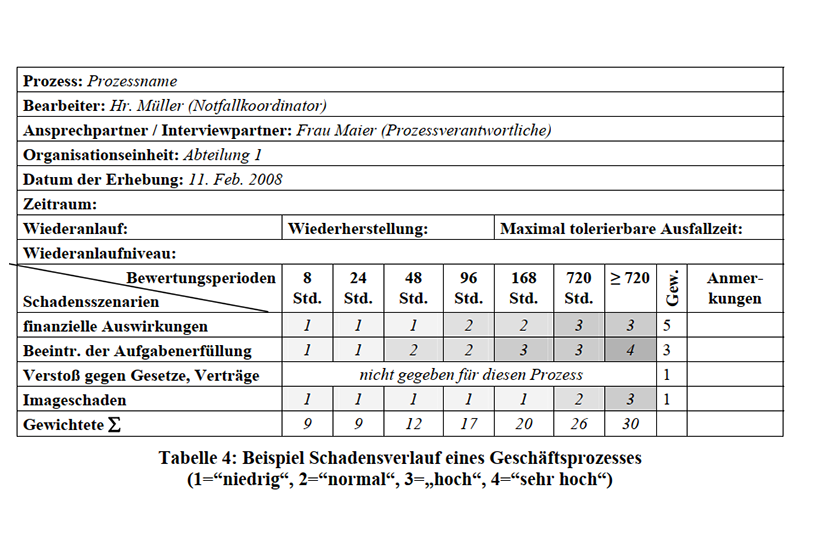 Prozess: Prozessname
Bearbeiter: Hr. Müller (Notfallkoordinator)
Ansprechpartner / Interviewpartner: Frau Maier (Prozessverantwortliche)
Organisationseinheit: Abteilung 1
Datum der Erhebung: 11. Feb. 2008
Zeitraum:
Wiederanlauf: Wiederherstellung: Maximal tolerierbare Ausfallzeit:
Wiederanlaufniveau:
Bewertungsperioden 8 Std. 24 Std. 48 Std. 96 Std. 168 Std. 720 Std. ≥ 720 Gew. Anmer-
kungen
Schadensszenarien
finanzielle Auswirkungen 1 1 1 2 2 3 3 5
Beeintr. der Aufgabenerfüllung 1 1 2 2 3 3 4 3
Verstoß gegen Gesetze, Verträge nicht gegeben für diesen Prozess 1
Imageschaden 1 1 1 1 1 2 3 1
Gewichtete ∑ 9 9 12 17 20 26 30
Tabelle 4: Beispiel Schadensverlauf eines Geschäftsprozesses
(1=“niedrig“, 2=“normal“, 3=„hoch“, 4=“sehr hoch“)